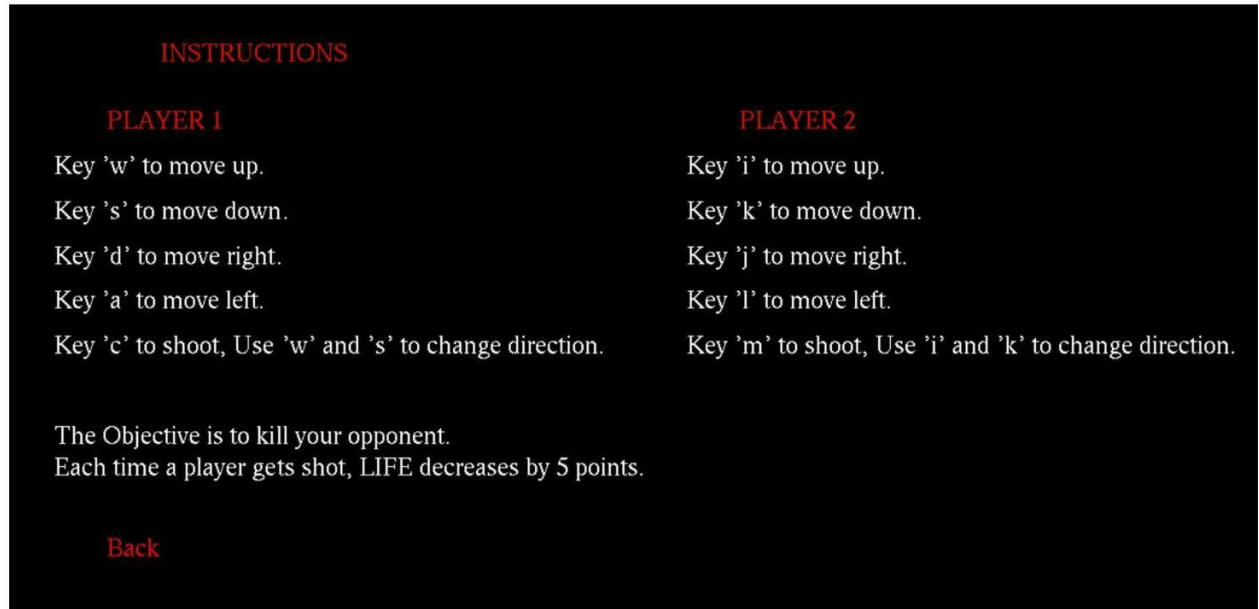 INSTRUCTIONS
PLAYER 1
Key ’w’ to move up.
Key ’s’ to move down.
Key ’d’ to move right.
Key ’a’ to move left.
Key ’c’ to shoot, Use ’w’ and ’s’ to change direction.
PLAYER 2
Key ’i’ to move up.
Key ’k’ to move down.
Key ’j’ to move right.
Key ’l’ to move left.
Key ’m’ to shoot, Use ’i’ and ’k’ to change direction.
The Objective is to kill your opponent.
Each time a player gets shot, LIFE decreases by 5 points.
Back